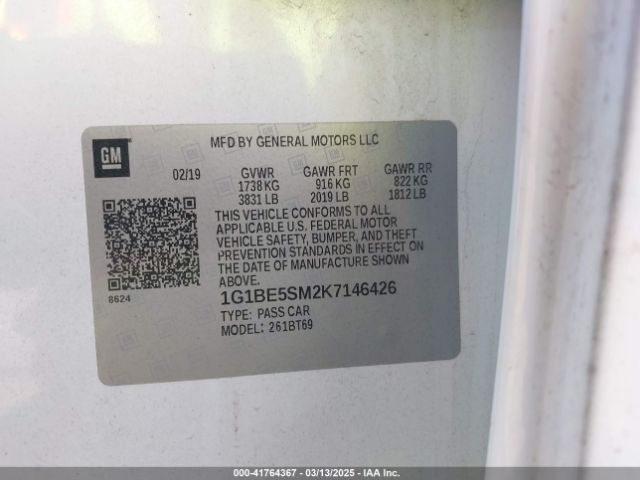 GM
MFD BY GENERAL MOTORS LLC
02/19 GVWR GAWR FRT GAWR RR
1738 KG 916 KG 822 KG
3831 LB 2019 LB 1812 LB
THIS VEHICLE CONFORMS TO ALL
APPLICABLE U.S. FEDERAL MOTOR
VEHICLE SAFETY, BUMPER, AND THEFT
PREVENTION STANDARDS IN EFFECT ON
THE DATE OF MANUFACTURE SHOWN
ABOVE.
8624
1G1BE5SM2K7146426
TYPE: PASS CAR
MODEL: 261BT69
000-41764367 — 03/13/2025 — IAA Inc.